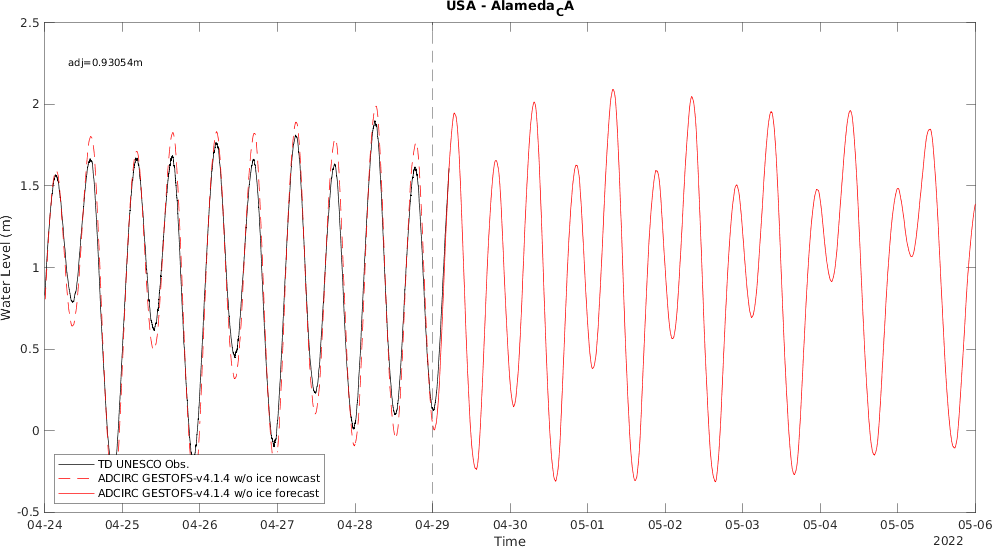 USA - Alameda_CA
adj=0.93054m
2.5
2
1.5
1
0.5
0
-0.5
Water Level (m)
TD UNESCO Obs.
ADCIRC GESTOFS-v4.1.4 w/o ice nowcast
ADCIRC GESTOFS-v4.1.4 w/o ice forecast
04-24 04-25 04-26 04-27 04-28 04-29 04-30 05-01 05-02 05-03 05-04 05-05 05-06
Time
2022